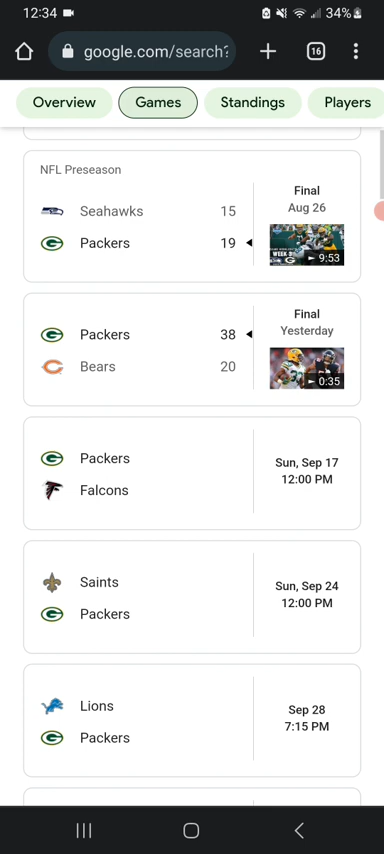 12:34 34%
google.com/search? 16
Overview Games Standings Players
NFL Preseason
Seahawks 15
Packers 19
Final
Aug 26
WEEK
9:53
Packers 38
Bears 20
Final
Yesterday
0:35
Packers
Falcons
Sun, Sep 17
12:00 PM
Saints
Packers
Sun, Sep 24
12:00 PM
Lions
Packers
Sep 28
7:15 PM